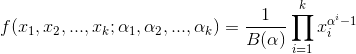 f(x_1, x_2, ..., x_k; α_1, α_2, ..., α_k) = \frac{1}{B(α)} \prod_{i=1}^{k} x_i^{α^i−1}